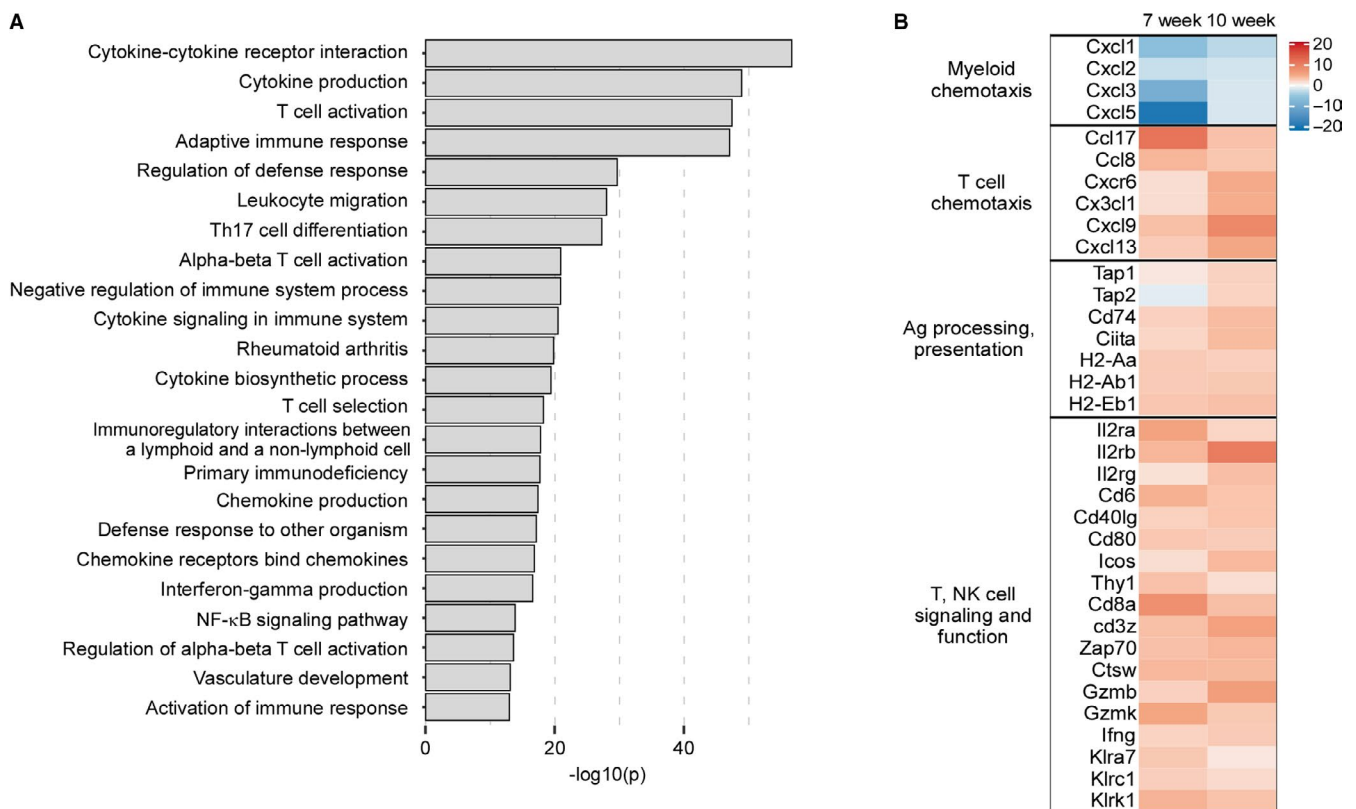 A
Cytokine-cytokine receptor interaction
Cytokine production
T cell activation
Adaptive immune response
Regulation of defense response
Leukocyte migration
Th17 cell differentiation
Alpha-beta T cell activation
Negative regulation of immune system process
Cytokine signaling in immune system
Rheumatoid arthritis
Cytokine biosynthetic process
T cell selection
Immunoregulatory interactions between
a lymphoid and a non-lymphoid cell
Primary immunodeficiency
Chemokine production
Defense response to other organism
Chemokine receptors bind chemokines
Interferon-gamma production
NF-κB signaling pathway
Regulation of alpha-beta T cell activation
Vasculature development
Activation of immune response
0 20 40
-log10(p)
B
7 week 10 week
Myeloid
chemotaxis
Cxcl1
Cxcl2
Cxcl3
Cxcl5
T cell
chemotaxis
Ccl17
Ccl8
Cxcr6
Cx3cl1
Cxcl9
Cxcl13
Ag processing,
presentation
Tap1
Tap2
Cd74
Ciita
H2-Aa
H2-Ab1
H2-Eb1
T, NK cell
signaling and
function
Il2ra
Il2rb
Il2rg
Cd6
Cd40lg
Cd80
Icos
Thy1
Cd8a
cd3z
Zap70
Ctsw
Gzmb
Gzmk
Ifng
Klra7
Klrc1
Klrk1
20
10
0
−10
−20